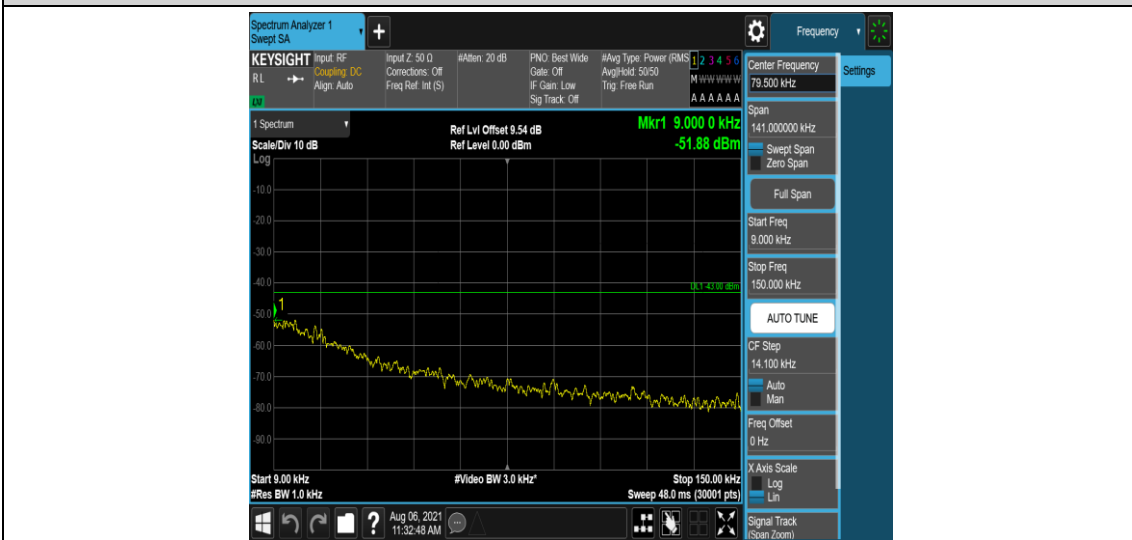 Spectrum Analyzer 1
Swept SA
+
Frequency
KEYSIGHT
RL
LXI
Input: RF
Coupling: DC
Align: Auto
Input Z: 50 Ω
Corrections: Off
Freq Ref: Int (S)
#Atten: 20 dB
PNO: Best Wide
Gate: Off
IF Gain: Low
Sig Track: Off
#Avg Type: Power (RMS
Avg|Hold: 50/50
Trig: Free Run
1 2 3 4 5 6
M W W W W W
A A A A A A
1 Spectrum
Scale/Div 10 dB
Ref Lvl Offset 9.54 dB
Ref Level 0.00 dBm
Mkr1 9.000 0 kHz
-51.88 dBm
Log
-10.0
-20.0
-30.0
-40.0
DL1 -43.00 dBm
1
-50.0
-60.0
-70.0
-80.0
-90.0
Start 9.00 kHz
#Res BW 1.0 kHz
#Video BW 3.0 kHz*
Stop 150.00 kHz
Sweep 48.0 ms (30001 pts)
Center Frequency
79.500 kHz
Settings
Span
141.000000 kHz
Swept Span
Zero Span
Full Span
Start Freq
9.000 kHz
Stop Freq
150.000 kHz
AUTO TUNE
CF Step
14.100 kHz
Auto
Man
Freq Offset
0 Hz
X Axis Scale
Log
Lin
Signal Track
(Span Zoom)
?
Aug 06, 2021
11:32:48 AM